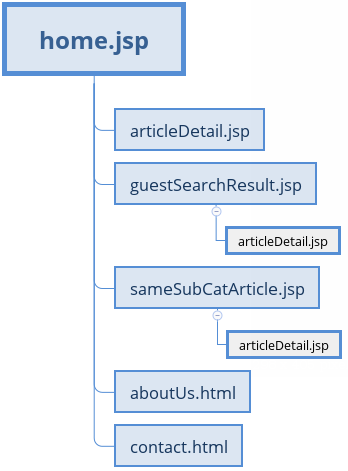 home.jsp
articleDetail.jsp
guestSearchResult.jsp
articleDetail.jsp
sameSubCatArticle.jsp
articleDetail.jsp
aboutUs.html
contact.html